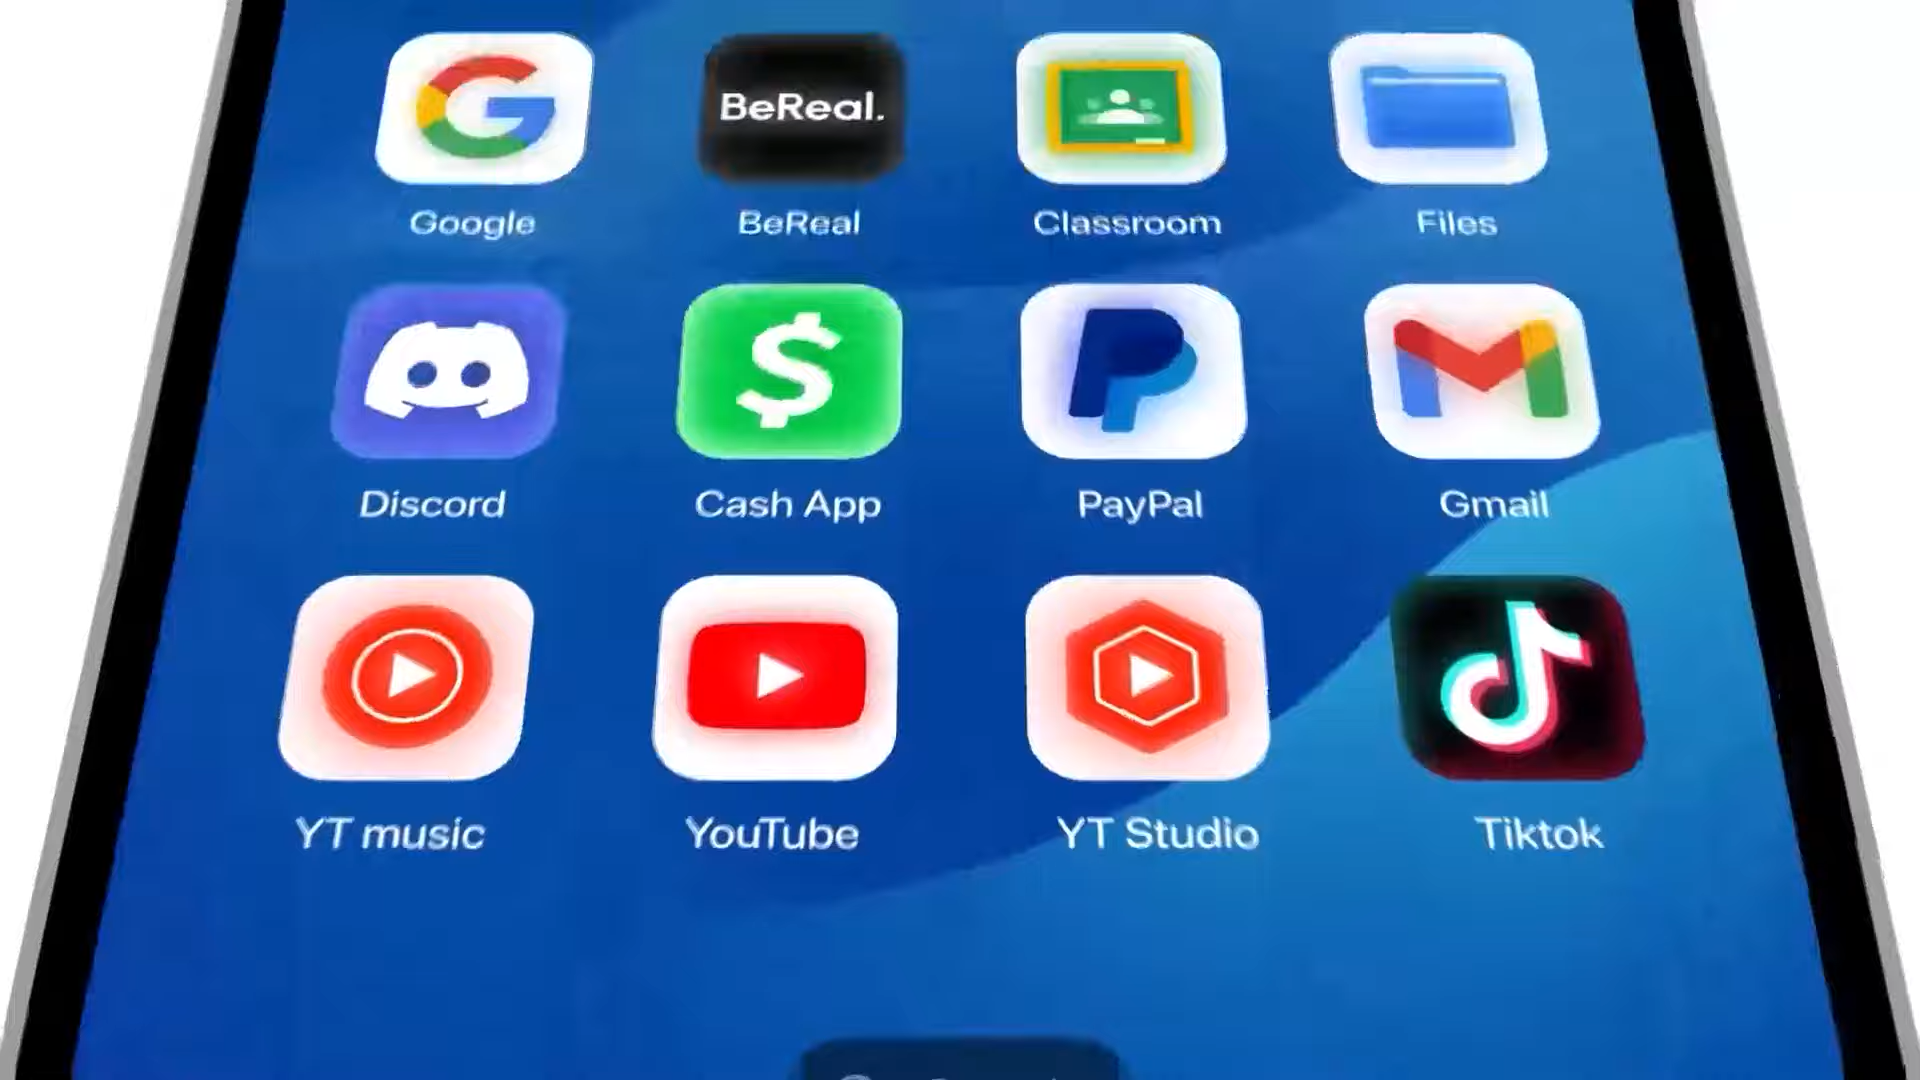 BeReal.
Google BeReal Classroom Files
Discord Cash App PayPal Gmail
YT music YouTube YT Studio Tiktok